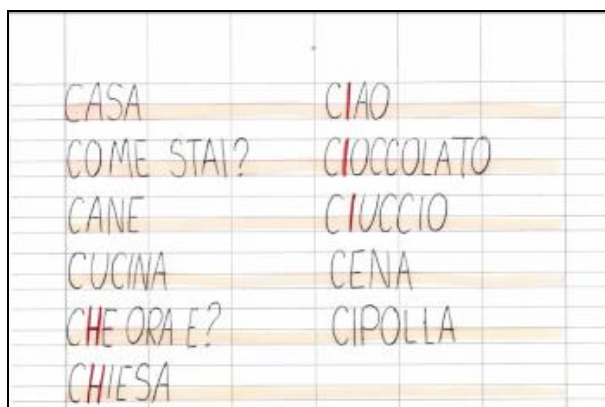 CASA
COME STAI?
CANE
CUCINA
CHE ORA E?
CHIESA
CIAO
CIOCCOLATO
CIUCCIO
CENA
CIPOLLA